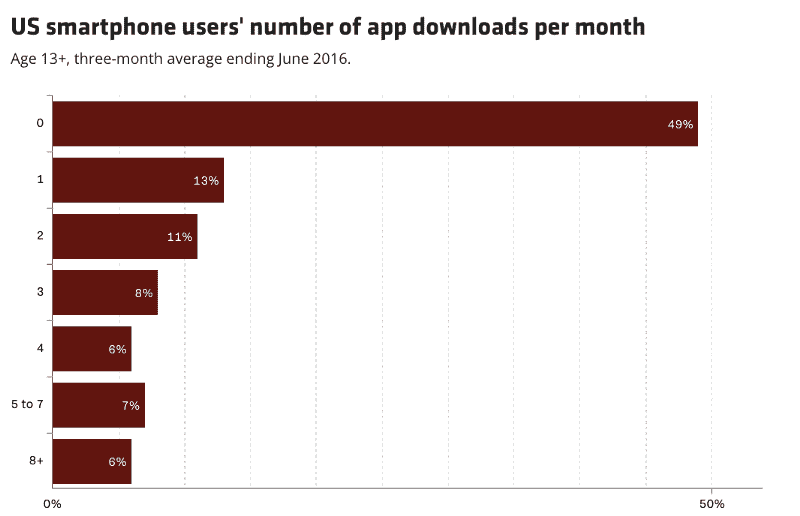 US smartphone users' number of app downloads per month
Age 13+, three-month average ending June 2016.
0 49%
1 13%
2 11%
3 8%
4 6%
5 to 7 7%
8+ 6%
0% 50%